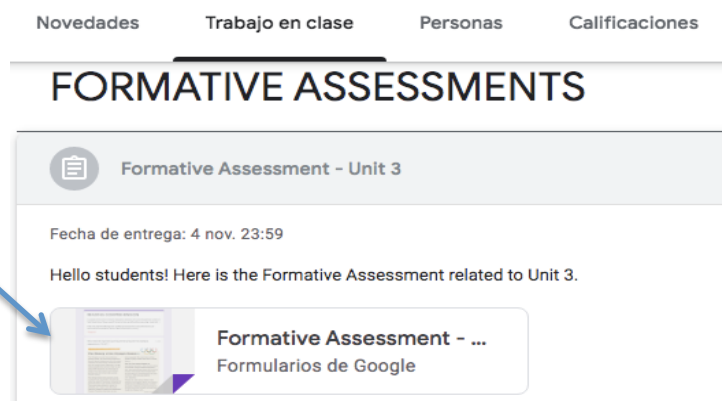 Novedades Trabajo en clase Personas Calificaciones
FORMATIVE ASSESSMENTS
Formative Assessment - Unit 3
Fecha de entrega: 4 nov. 23:59
Hello students! Here is the Formative Assessment related to Unit 3.
Formative Assessment - ...
Formularios de Google